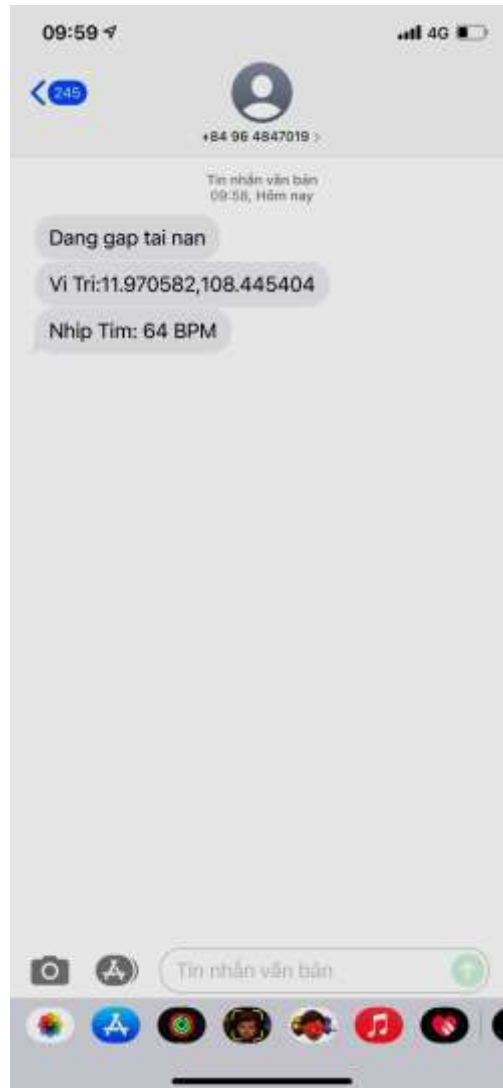 09:59
4G
245
+84 96 4847019 >
Tin nhắn văn bản
09:58, Hôm nay
Dang gap tai nan
Vi Tri:11.970582,108.445404
Nhip Tim: 64 BPM
Tin nhắn văn bản